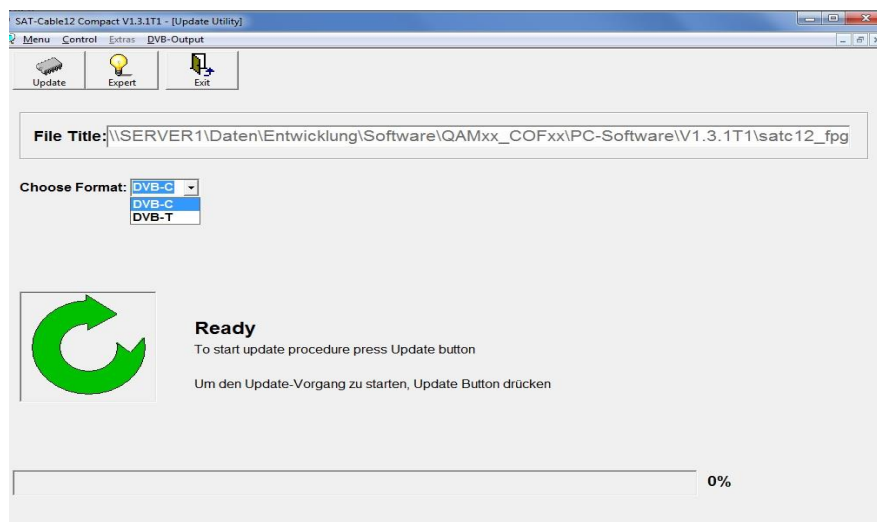 SAT-Cable12 Compact V1.3.1T1 - [Update Utility]
Menu Control Extras DVB-Output
Update Expert Exit
File Title: \\SERVER1\Daten\Entwicklung\Software\QAMxx_COFxx\PC-Software\V1.3.1T1\satc12_fpg
Choose Format: DVB-C
DVB-C
DVB-T
Ready
To start update procedure press Update button
Um den Update-Vorgang zu starten, Update Button drücken
0%